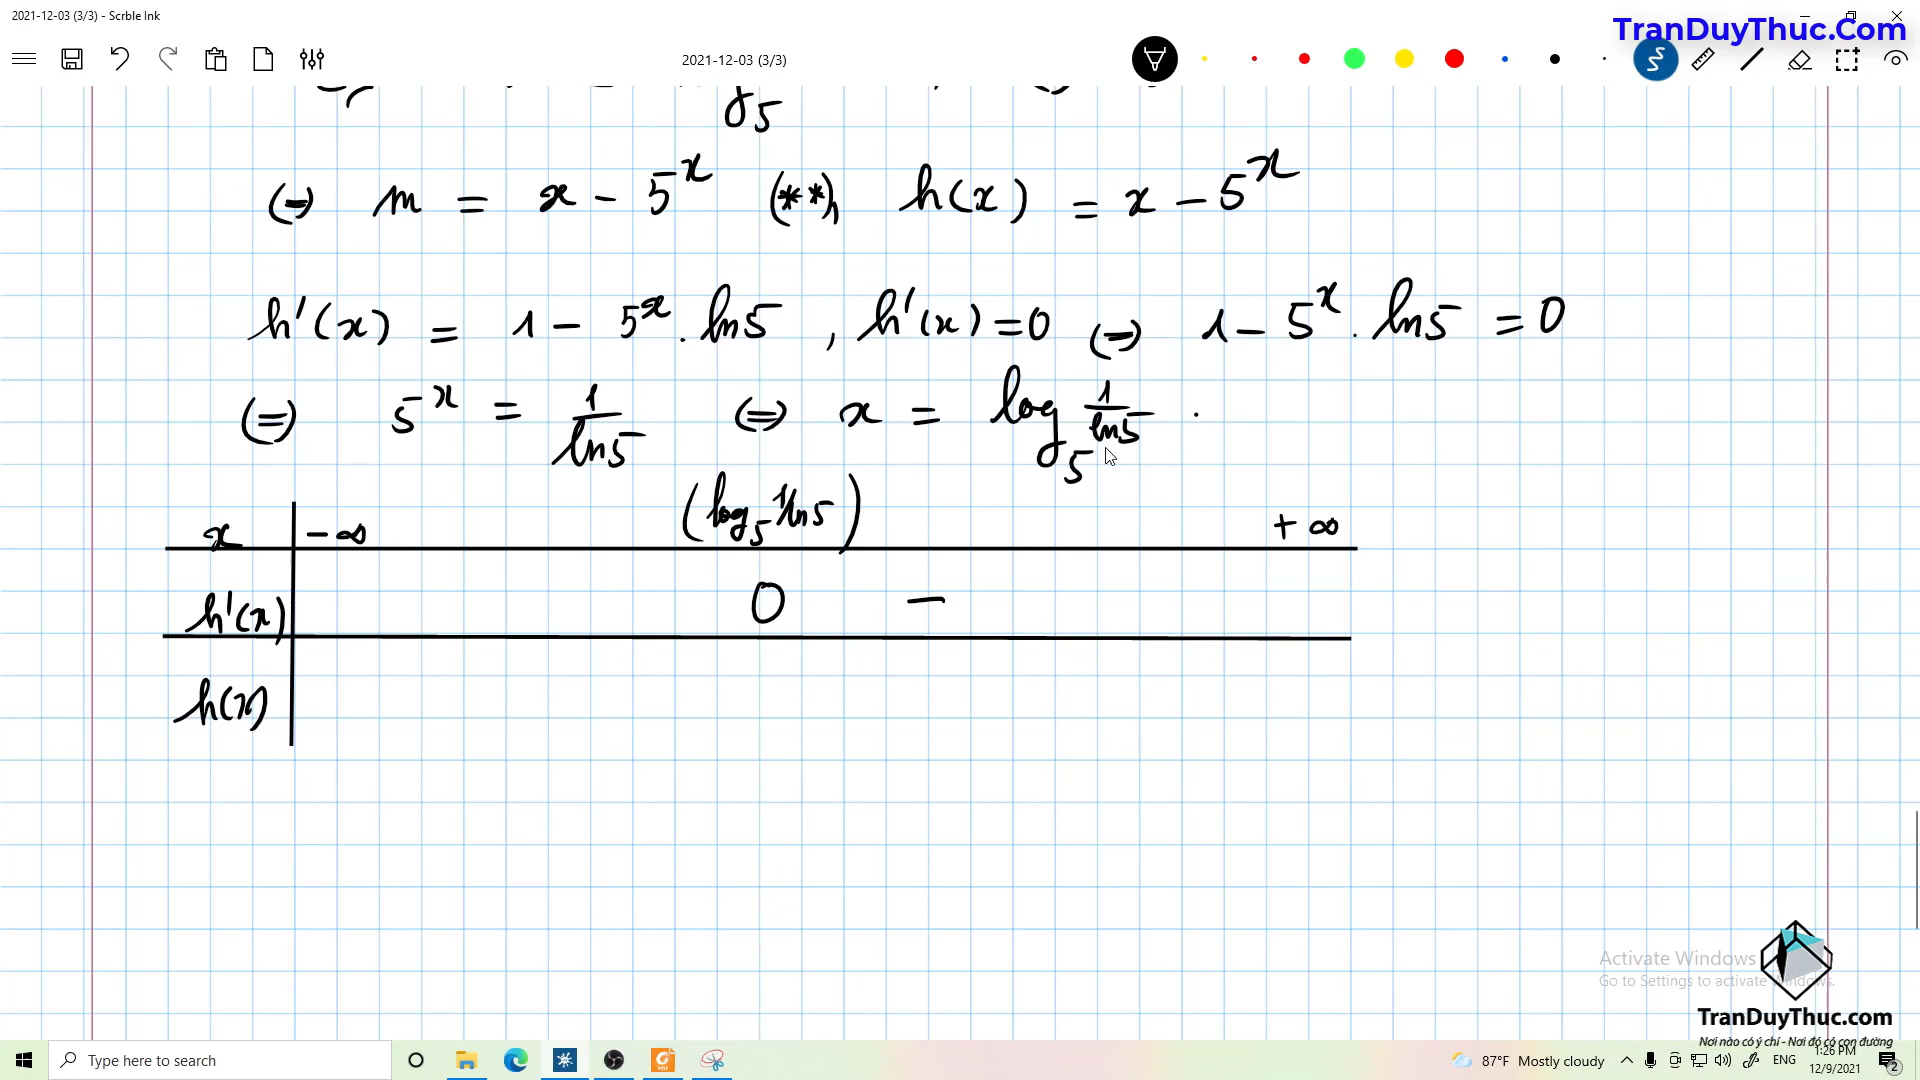 2021-12-03 (3/3) - Scrble Ink
TranDuyThuc.Com
2021-12-03 (3/3)
5
(=) m = x - 5^x (**), h(x) = x - 5^x
h'(x) = 1 - 5^x . ln5 , h'(x) = 0 (=) 1 - 5^x . ln5 = 0
(=) 5^x = 1/ln5 (=) x = log_5 1/ln5 .
x -∞ (log_5 1/ln5) +∞
h'(x) 0 -
h(x)
Activate Windows
Go to Settings to activate Windows.
TranDuyThuc.com
Nơi nào có ý chí - Nơi đó có con đường
Type here to search
87°F Mostly cloudy
ENG
1:26 PM
12/9/2021
2